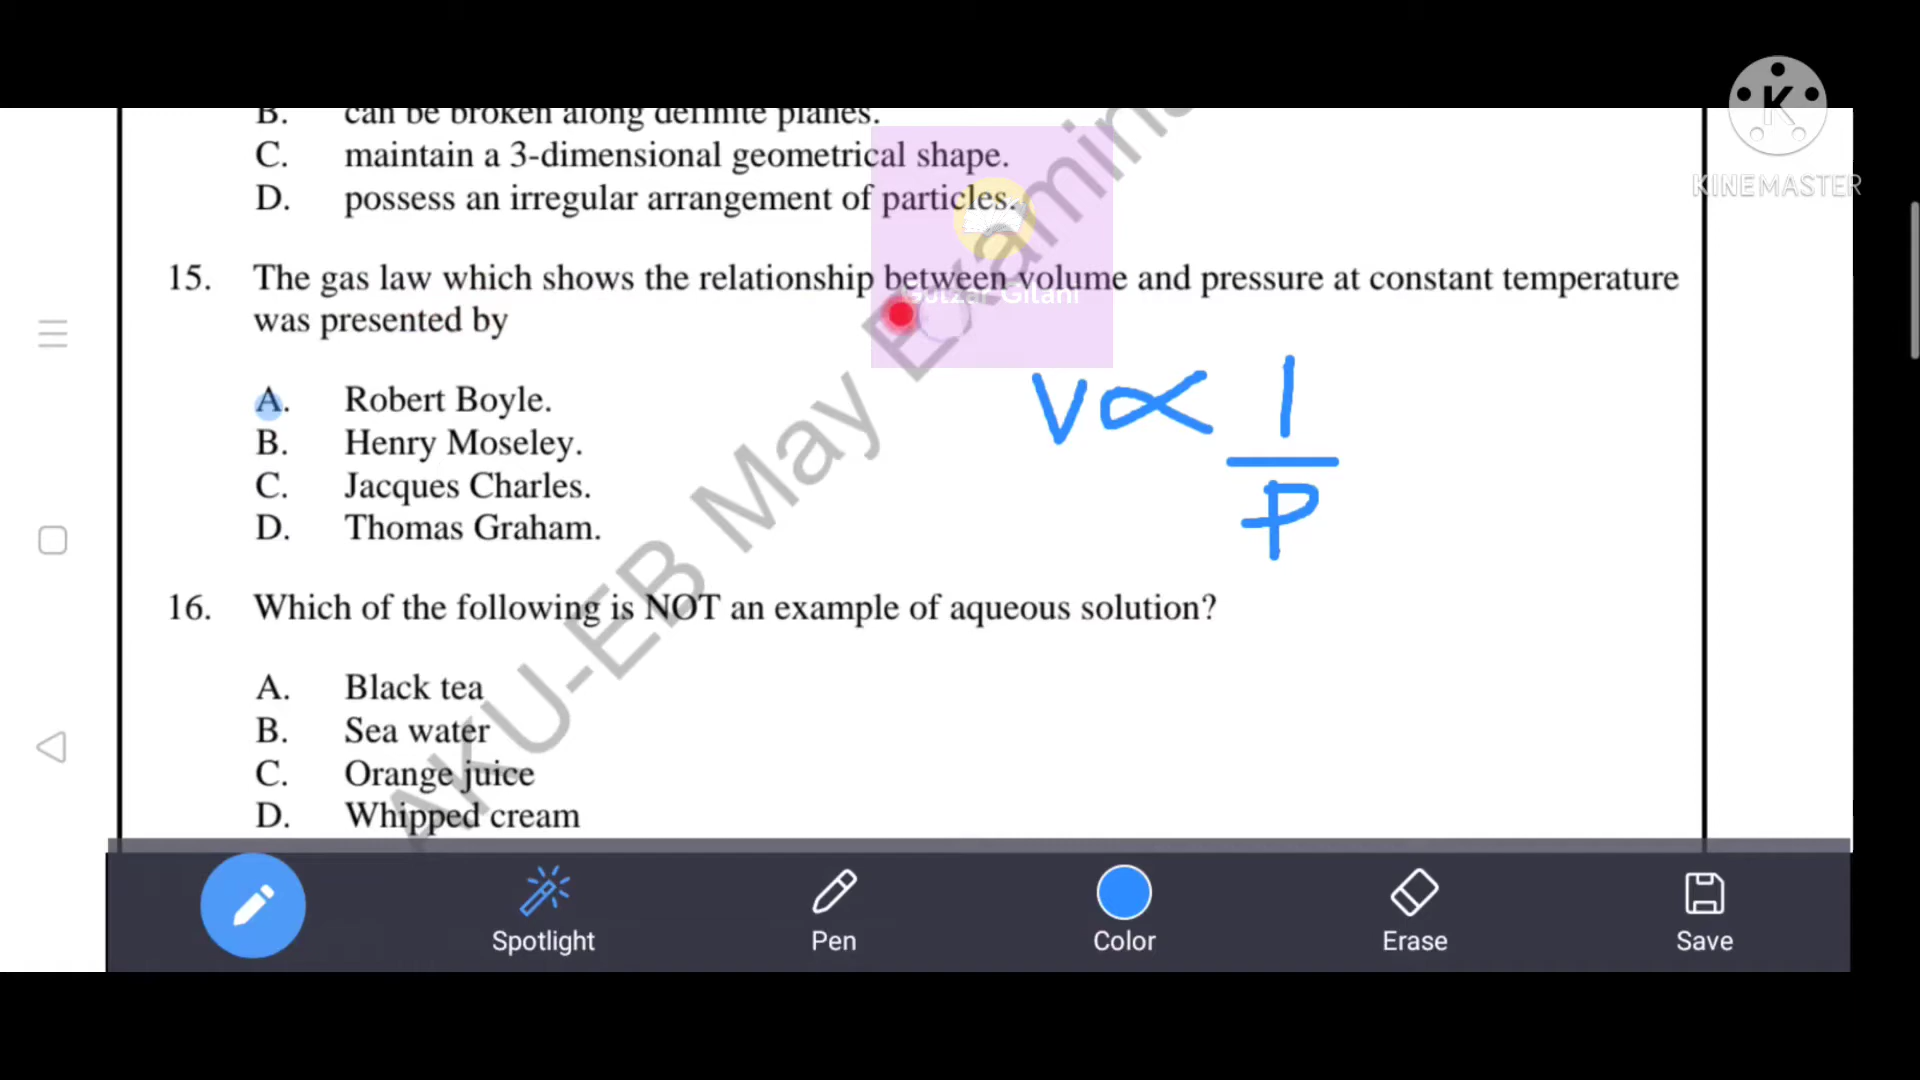 B. can be broken along definite planes.
C. maintain a 3-dimensional geometrical shape.
D. possess an irregular arrangement of particles.
KINEMASTER
15. The gas law which shows the relationship between volume and pressure at constant temperature
was presented by
Gilani
A. Robert Boyle.
B. Henry Moseley.
C. Jacques Charles.
D. Thomas Graham.
V ∝ 1
P
16. Which of the following is NOT an example of aqueous solution?
A. Black tea
B. Sea water
C. Orange juice
D. Whipped cream
AKU-EB May Examina
Spotlight Pen Color Erase Save